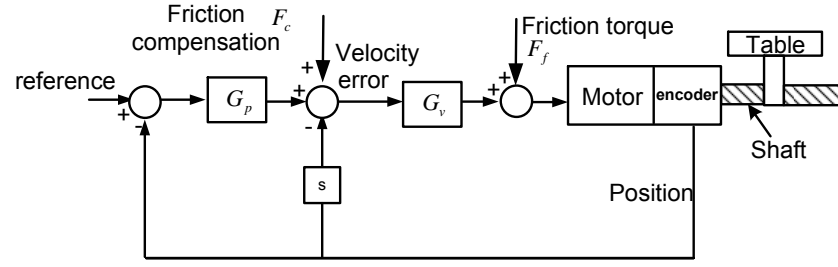 Friction
compensation F_c
Velocity
error
Friction torque
F_f
Table
reference
+
-
G_p
+
+
-
G_v
+
+
Motor
encoder
Shaft
s
Position